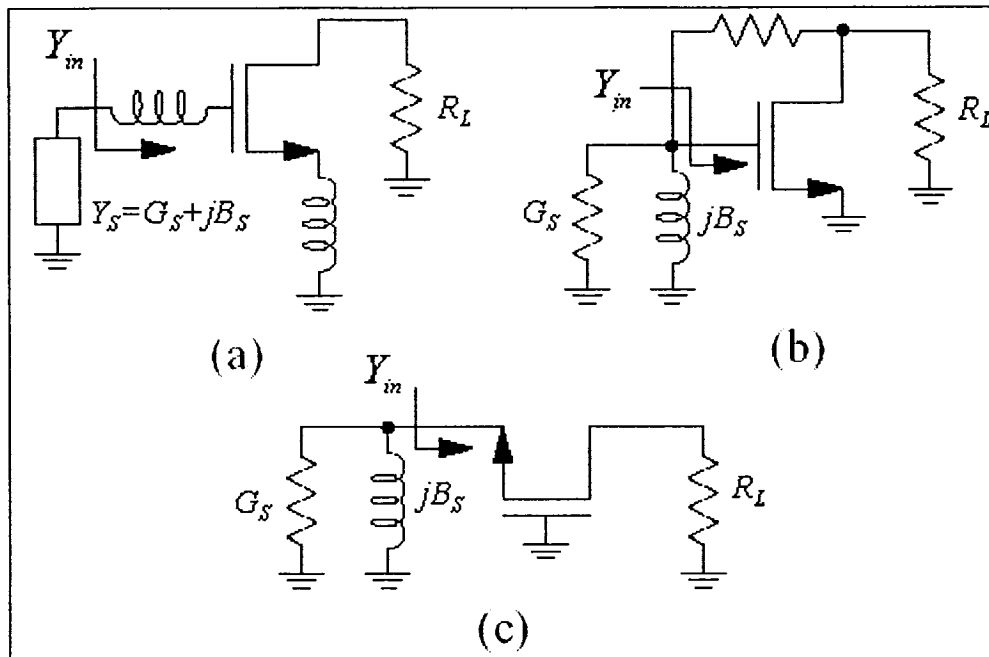 Y_in
R_L
Y_S=G_S+jB_S
(a)
Y_in
R_L
G_S
jB_S
(b)
Y_in
G_S
jB_S
R_L
(c)